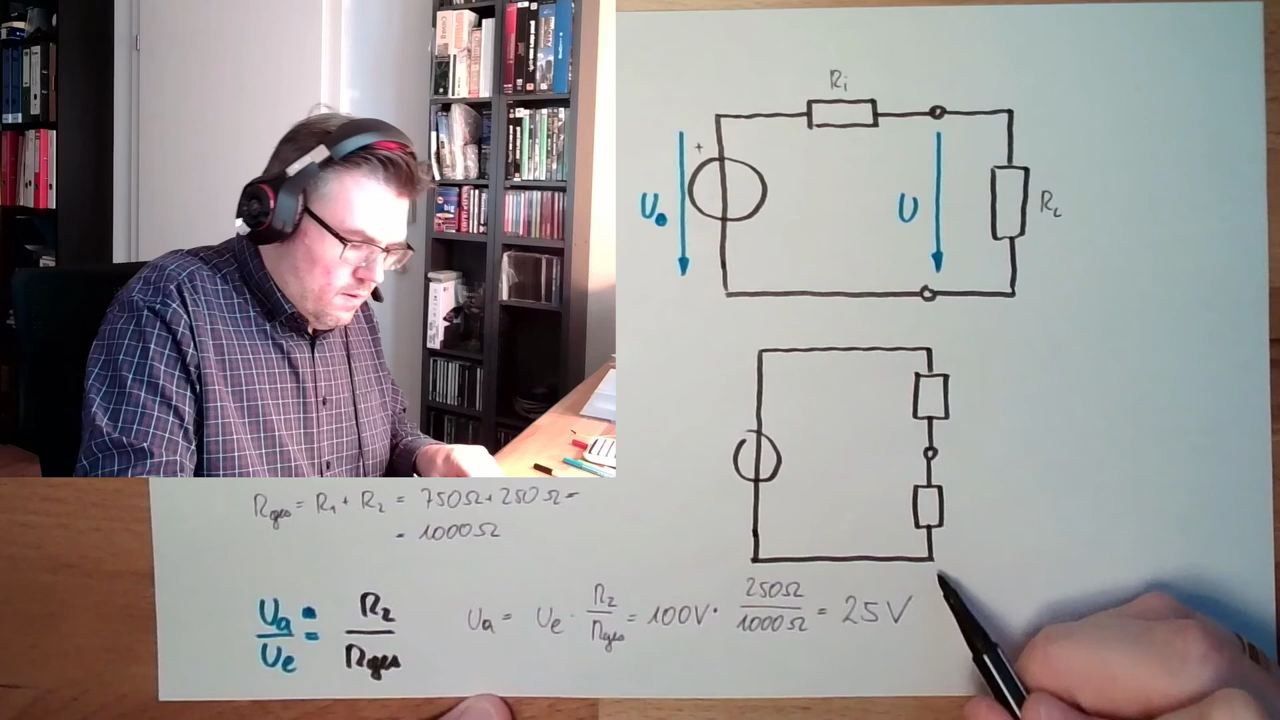 Ri
+
U₀
U
RL
Rges = R1 + R2 = 750Ω + 250Ω =
= 1000Ω
Ua / Ue = R2 / Rges
Ua = Ue · R2 / Rges = 100V · 250Ω / 1000Ω = 25V
big